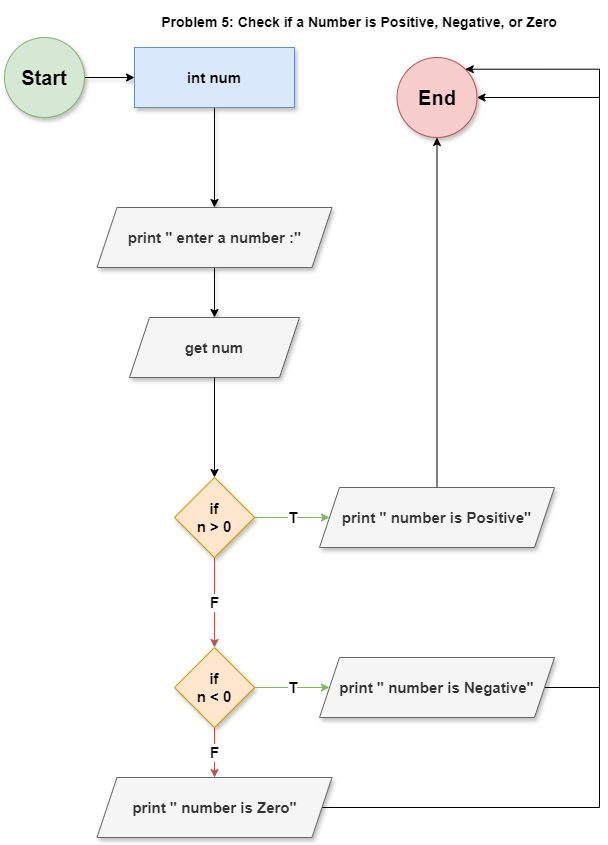 Problem 5: Check if a Number is Positive, Negative, or Zero
Start
int num
End
print " enter a number :"
get num
if
n > 0
T
print " number is Positive"
F
if
n < 0
T
print " number is Negative"
F
print " number is Zero"